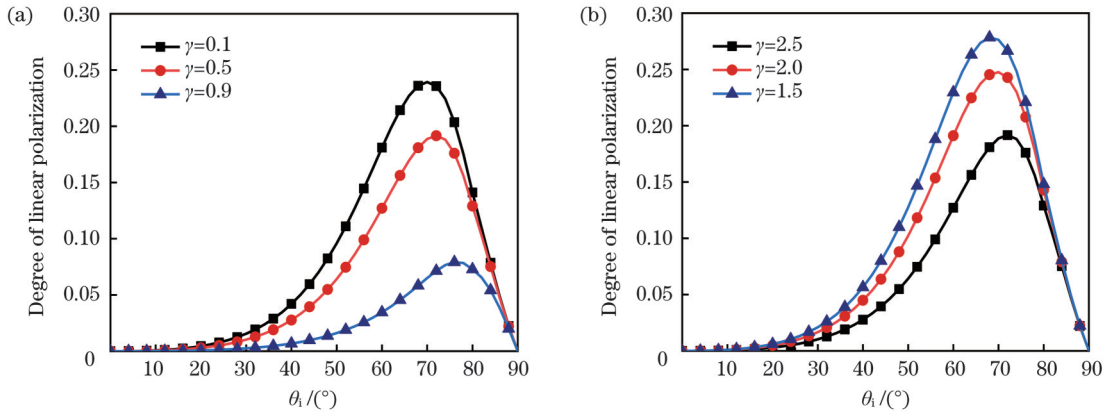 (a)
0.30
0.25
0.20
0.15
0.10
0.05
0
Degree of linear polarization
γ=0.1
γ=0.5
γ=0.9
10 20 30 40 50 60 70 80 90
θi /(°)
(b)
0.30
0.25
0.20
0.15
0.10
0.05
0
Degree of linear polarization
γ=2.5
γ=2.0
γ=1.5
10 20 30 40 50 60 70 80 90
θi /(°)